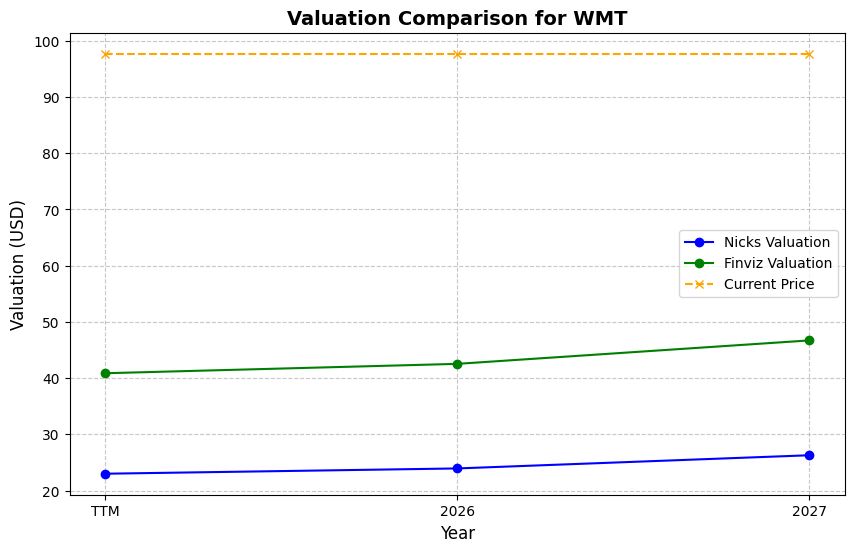 Valuation Comparison for WMT
Valuation (USD)
100
90
80
70
60
50
40
30
20
Nicks Valuation
Finviz Valuation
Current Price
TTM
2026
2027
Year